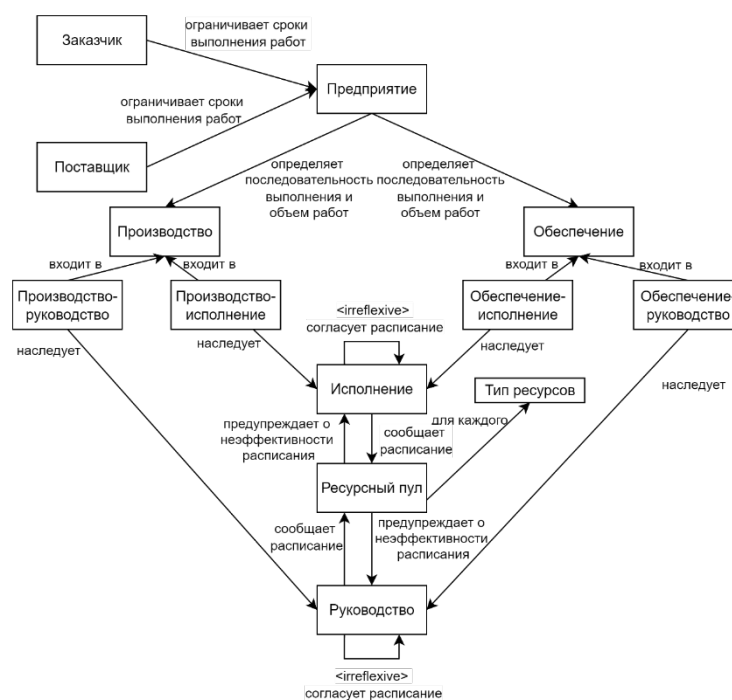 ограничивает сроки
выполнения работ
Заказчик
Предприятие
ограничивает сроки
выполнения работ
Поставщик
определяет
последовательность
выполнения и
объем работ
определяет
последовательность
выполнения и
объем работ
Производство
Обеспечение
входит в
входит в
входит в
входит в
Производство-
руководство
Производство-
исполнение
Обеспечение-
исполнение
Обеспечение-
руководство
<irreflexive>
согласует расписание
наследует
наследует
наследует
наследует
Исполнение
Тип ресурсов
предупреждает о
неэффективности
расписания
сообщает
расписание
для каждого
Ресурсный пул
сообщает
расписание
предупреждает о
неэффективности
расписания
Руководство
<irreflexive>
согласует расписание